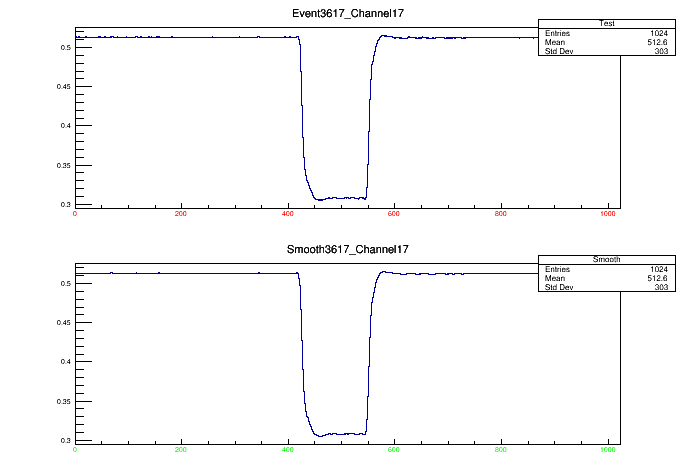 Event3617_Channel17
Test
Entries 1024
Mean 512.6
Std Dev 303
0.5
0.45
0.4
0.35
0.3
0 200 400 600 800 1000
Smooth3617_Channel17
Smooth
Entries 1024
Mean 512.6
Std Dev 303
0.5
0.45
0.4
0.35
0.3
0 200 400 600 800 1000